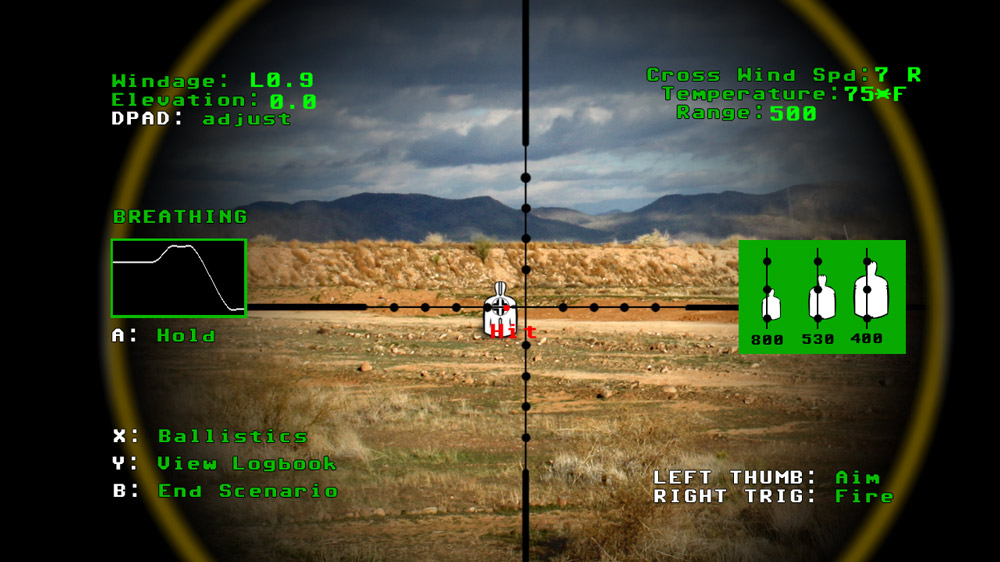 Windage: L0.9
Elevation: 0.0
DPAD: adjust
Cross Wind Spd:7 R
Temperature:75*F
Range:500
BREATHING
A: Hold
Hit
800 530 400
X: Ballistics
Y: View Logbook
B: End Scenario
LEFT THUMB: Aim
RIGHT TRIG: Fire